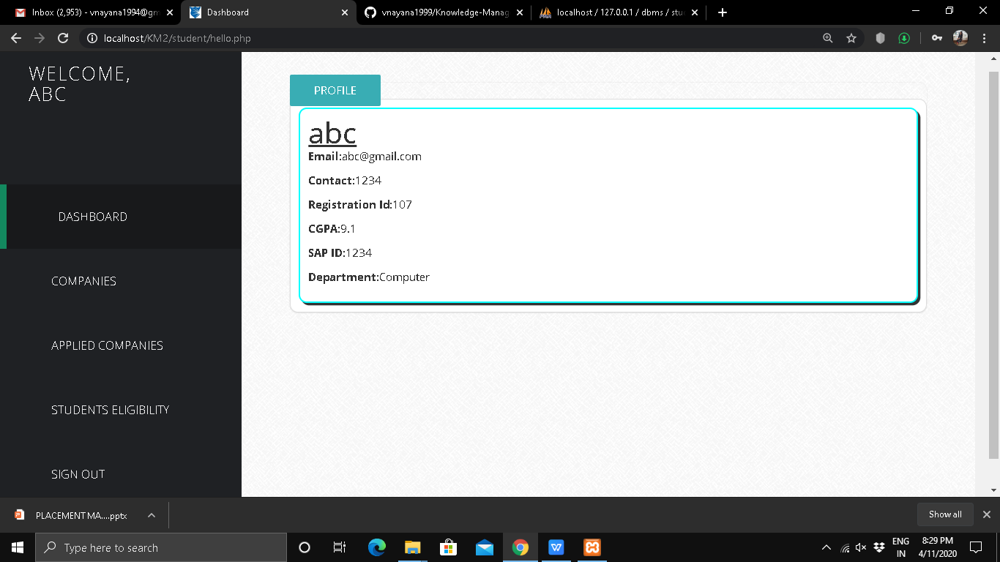 Inbox (2,953) - vnayana1994@gm
Dashboard
vnayana1999/Knowledge-Manag
localhost / 127.0.0.1 / dbms / stu
localhost/KM2/student/hello.php
WELCOME,
ABC
DASHBOARD
COMPANIES
APPLIED COMPANIES
STUDENTS ELIGIBILITY
SIGN OUT
PROFILE
abc
Email:abc@gmail.com
Contact:1234
Registration Id:107
CGPA:9.1
SAP ID:1234
Department:Computer
PLACEMENT MA....pptx
Show all
Type here to search
ENG
IN
8:29 PM
4/11/2020